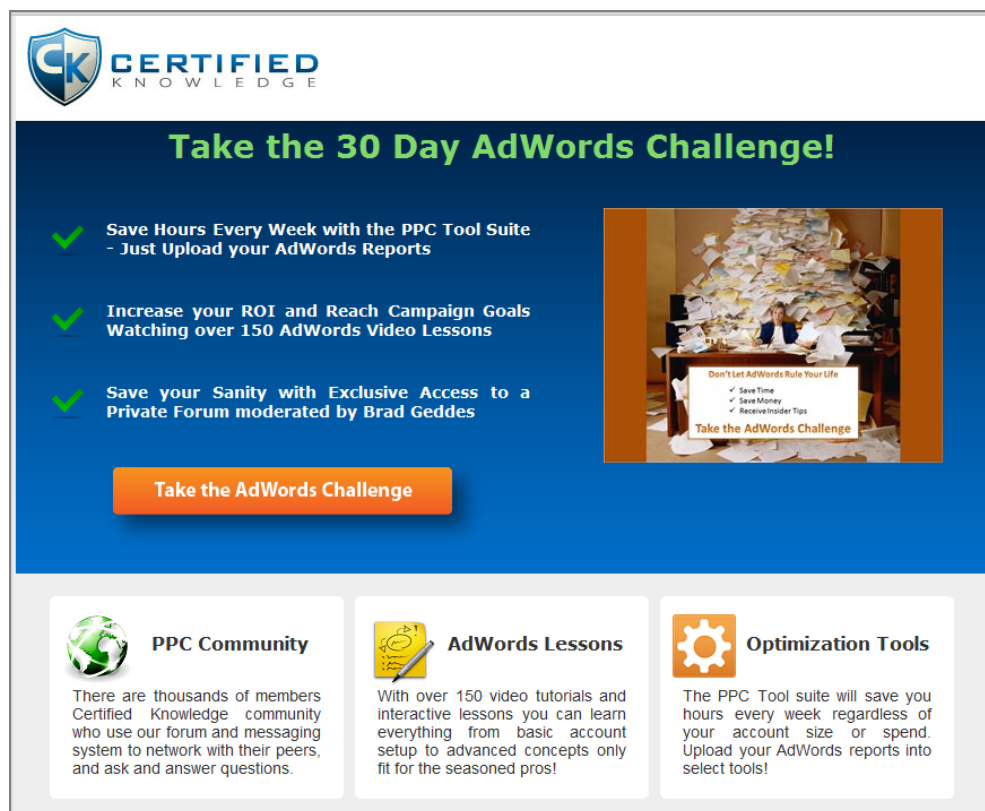 CK CERTIFIED
KNOWLEDGE
Take the 30 Day AdWords Challenge!
Save Hours Every Week with the PPC Tool Suite
- Just Upload your AdWords Reports
Increase your ROI and Reach Campaign Goals
Watching over 150 AdWords Video Lessons
Save your Sanity with Exclusive Access to a
Private Forum moderated by Brad Geddes
Take the AdWords Challenge
Don't Let AdWords Rule Your Life
✓ Save Time
✓ Save Money
✓ Receive Insider Tips
Take the AdWords Challenge
PPC Community
There are thousands of members
Certified Knowledge community
who use our forum and messaging
system to network with their peers,
and ask and answer questions.
AdWords Lessons
With over 150 video tutorials and
interactive lessons you can learn
everything from basic account
setup to advanced concepts only
fit for the seasoned pros!
Optimization Tools
The PPC Tool suite will save you
hours every week regardless of
your account size or spend.
Upload your AdWords reports into
select tools!